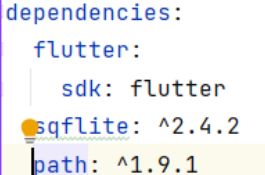 dependencies:
  flutter:
    sdk: flutter
  sqflite: ^2.4.2
  path: ^1.9.1